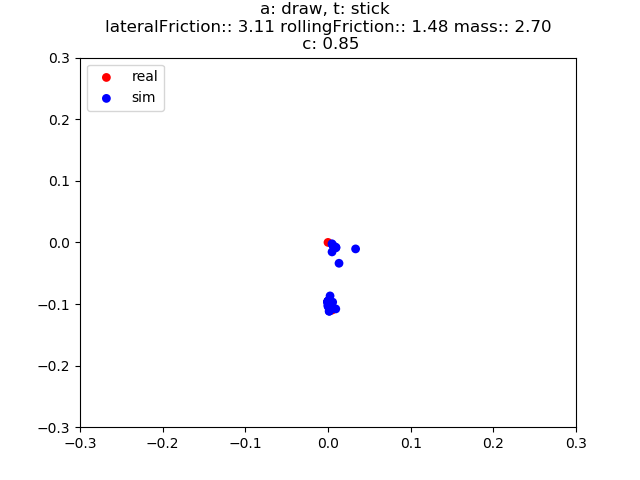 a: draw, t: stick
lateralFriction:: 3.11 rollingFriction:: 1.48 mass:: 2.70
c: 0.85
real
sim
0.3
0.2
0.1
0.0
−0.1
−0.2
−0.3
−0.3 −0.2 −0.1 0.0 0.1 0.2 0.3